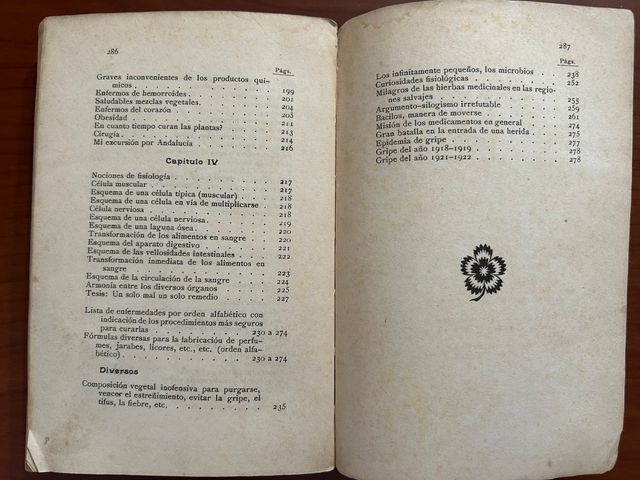 286
Págs.
Graves inconvenientes de los productos quí-
micos . . . . . . . . . . 199
Enfermos de hemorroides. . . . . . . . 201
Saludables mezclas vegetales. . . . . . . 204
Enfermos del corazón . . . . . . . . 208
Obesidad . . . . . . . . . . 211
En cuanto tiempo curan las plantas? . . . . . 213
Cirugía. . . . . . . . . . . 214
Mi excursión por Andalucía . . . . . . 216
Capítulo IV
Nociones de fisiología. . . . . . . . 217
Célula muscular . . . . . . . . . 217
Esquema de una célula típica (muscular) . . . . 218
Esquema de una célula en vía de multiplicarse . . 218
Célula nerviosa . . . . . . . . . 218
Esquema de una célula nerviosa. . . . . . 219
Esquema de una laguna ósea. . . . . . . 220
Transformación de los alimentos en sangre . . . 220
Esquema del aparato digestivo . . . . . . 221
Esquema de las vellosidades intestinales . . . . 222
Transformación inmediata de los alimentos en
sangre . . . . . . . . . . 223
Esquema de la circulación de la sangre . . . . 224
Armonía entre los diversos órganos . . . . . 225
Tesis: Un solo mal un solo remedio . . . . . 227
Lista de enfermedades por orden alfabético con
indicación de los procedimientos más seguros
para curarlas . . . . . . . . 230 a 274
Fórmulas diversas para la fabricación de perfu-
mes, jarabes, licores, etc., etc. (orden alfa-
bético) . . . . . . . . . 230 a 274
Diversos
Composición vegetal inofensiva para purgarse,
vencer el estreñimiento, evitar la gripe, el
tifus, la fiebre, etc. . . . . . . . 235
287
Págs.
Los infinitamente pequeños, los microbios . . . 238
Curiosidades fisiológicas . . . . . . . 252
Milagros de las hierbas medicinales en las regio-
nes salvajes . . . . . . . . . 255
Argumento-silogismo irrefutable . . . . . 259
Bacilos, manera de moverse . . . . . . 261
Misión de los medicamentos en general . . . . 274
Gran batalla en la entrada de una herida . . . 275
Epidemia de gripe . . . . . . . . 277
Gripe del año 1918-1919 . . . . . . . 278
Gripe del año 1921-1922 . . . . . . . 278